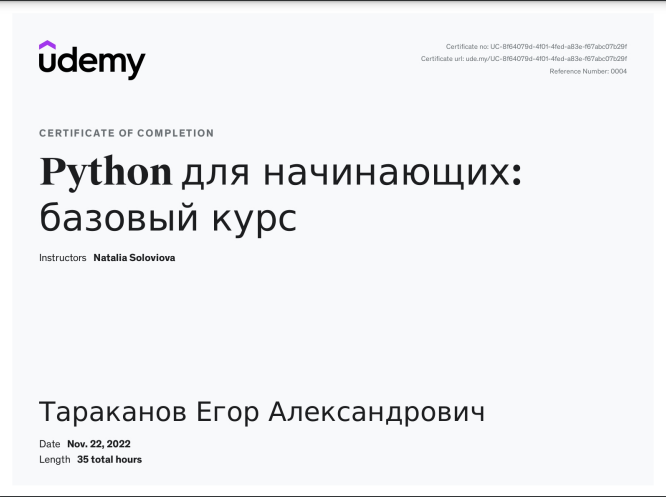 udemy
Certificate no: UC-8f64079d-4f01-4fed-a83e-f67abc07b29f
Certificate url: ude.my/UC-8f64079d-4f01-4fed-a83e-f67abc07b29f
Reference Number: 0004
CERTIFICATE OF COMPLETION
Python для начинающих:
базовый курс
Instructors Natalia Soloviova
Тараканов Егор Александрович
Date Nov. 22, 2022
Length 35 total hours